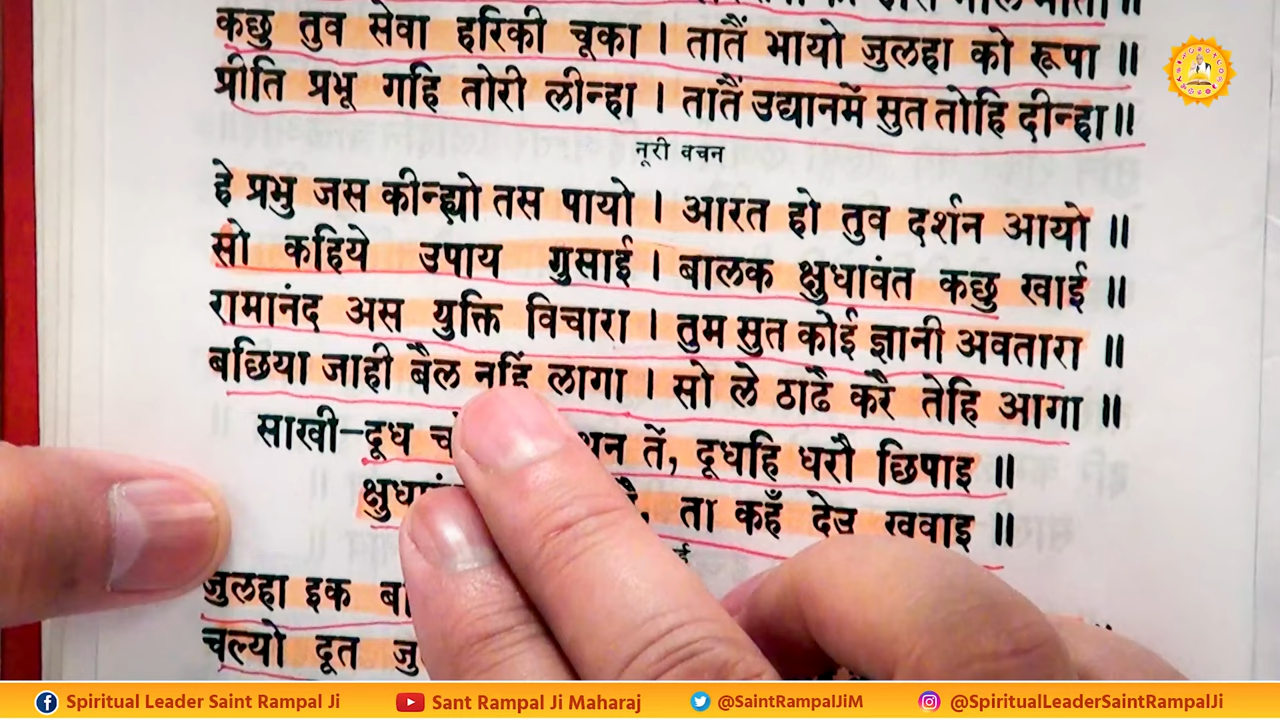 कछु तुव सेवा हरिकी चूका । तातैं भायो जुलहा को रूपा ॥
प्रीति प्रभू गहि तोरी लीन्हा । तातैं उद्यानमें सुत तोहि दीन्हा॥
नूरी वचन
हे प्रभु जस कीन्ह्यो तस पायो । आरत हो तुव दर्शन आयो ॥
सो कहिये उपाय गुसाई । बालक क्षुधावंत कछु खाई ॥
रामानंद अस युक्ति विचारा । तुम सुत कोई ज्ञानी अवतारा ॥
बछिया जाही बैल नहिं लागा । सो ले ठाढै करै तेहि आगा ॥
साखी–दूध थन तें, दूधहि धरौ छिपाइ ॥
ता कहँ देउ खवाइ ॥
जुलहा इक
चल्यो दूत
Spiritual Leader Saint Rampal Ji Sant Rampal Ji Maharaj @SaintRampalJiM @SpiritualLeaderSaintRampalJi